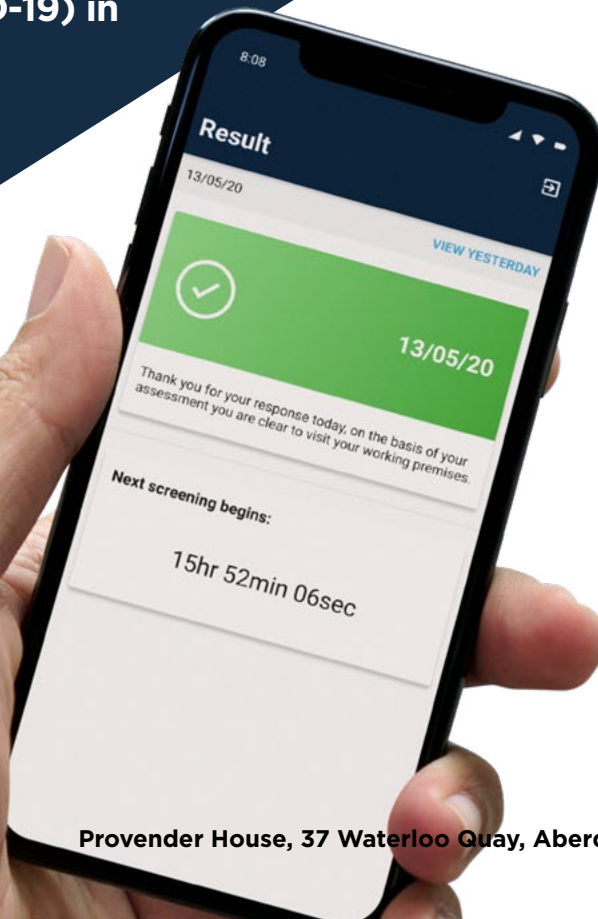 0-19) in
8:08
Result
13/05/20
VIEW YESTERDAY
13/05/20
Thank you for your response today, on the basis of your
assessment you are clear to visit your working premises.
Next screening begins:
15hr 52min 06sec
Provender House, 37 Waterloo Quay, Aberd